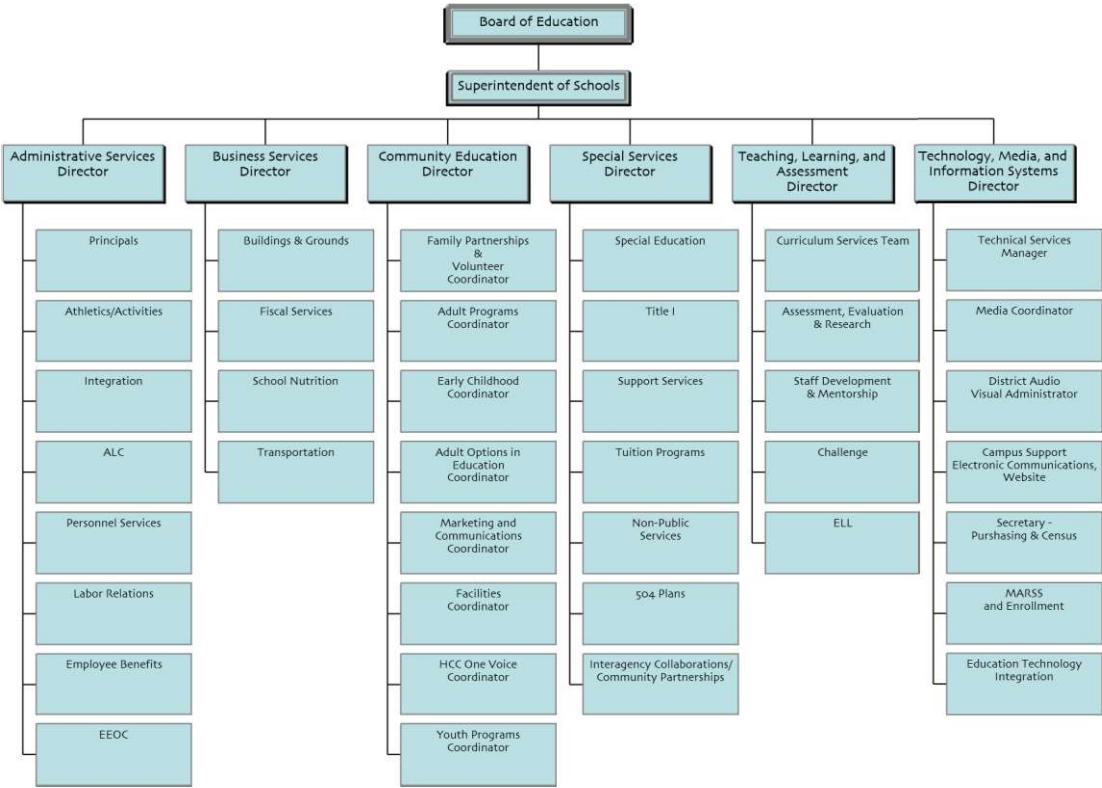 Board of Education
Superintendent of Schools
Administrative Services
Director
Business Services
Director
Community Education
Director
Special Services
Director
Teaching, Learning, and
Assessment
Director
Technology, Media, and
Information Systems
Director
Principals
Athletics/Activities
Integration
ALC
Personnel Services
Labor Relations
Employee Benefits
EEOC
Buildings & Grounds
Fiscal Services
School Nutrition
Transportation
Family Partnerships
&
Volunteer
Coordinator
Adult Programs
Coordinator
Early Childhood
Coordinator
Adult Options in
Education
Coordinator
Marketing and
Communications
Coordinator
Facilities
Coordinator
HCC One Voice
Coordinator
Youth Programs
Coordinator
Special Education
Title I
Support Services
Tuition Programs
Non-Public
Services
504 Plans
Interagency Collaborations/
Community Partnerships
Curriculum Services Team
Assessment, Evaluation
& Research
Staff Development
& Mentorship
Challenge
ELL
Technical Services
Manager
Media Coordinator
District Audio
Visual Administrator
Campus Support
Electronic Communications,
Website
Secretary -
Purshasing & Census
MARSS
and Enrollment
Education Technology
Integration